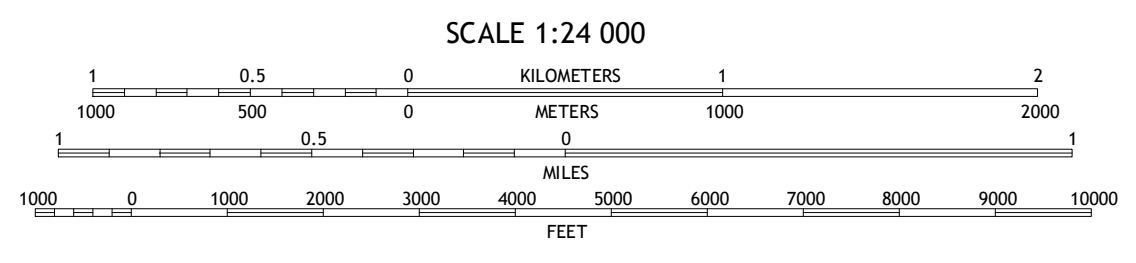 SCALE 1:24 000
1 0.5 0 KILOMETERS 1 2
1000 500 0 METERS 1000 2000
1 0.5 0 1
MILES
1000 0 1000 2000 3000 4000 5000 6000 7000 8000 9000 10000
FEET